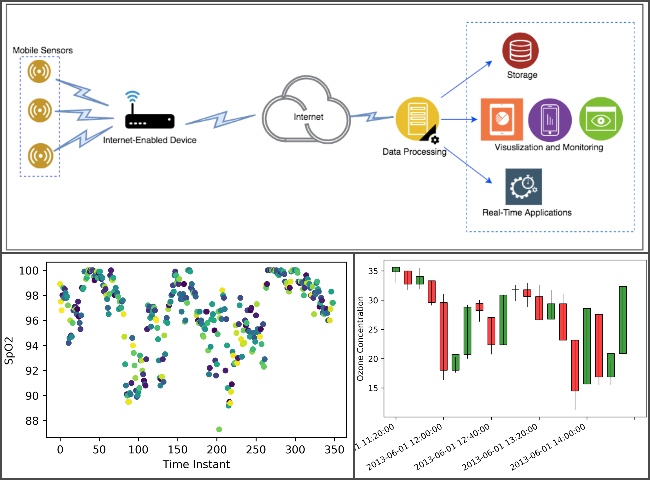 Mobile Sensors
Internet-Enabled Device
Internet
Data Processing
Storage
Visuslization and Monitoring
Real-Time Applications
SpO2
100
98
96
94
92
90
88
0 50 100 150 200 250 300 350
Time Instant
Ozone Concentration
35
30
25
20
15
11:20:00
2013-06-01 12:00:00
2013-06-01 12:40:00
2013-06-01 13:20:00
2013-06-01 14:00:00